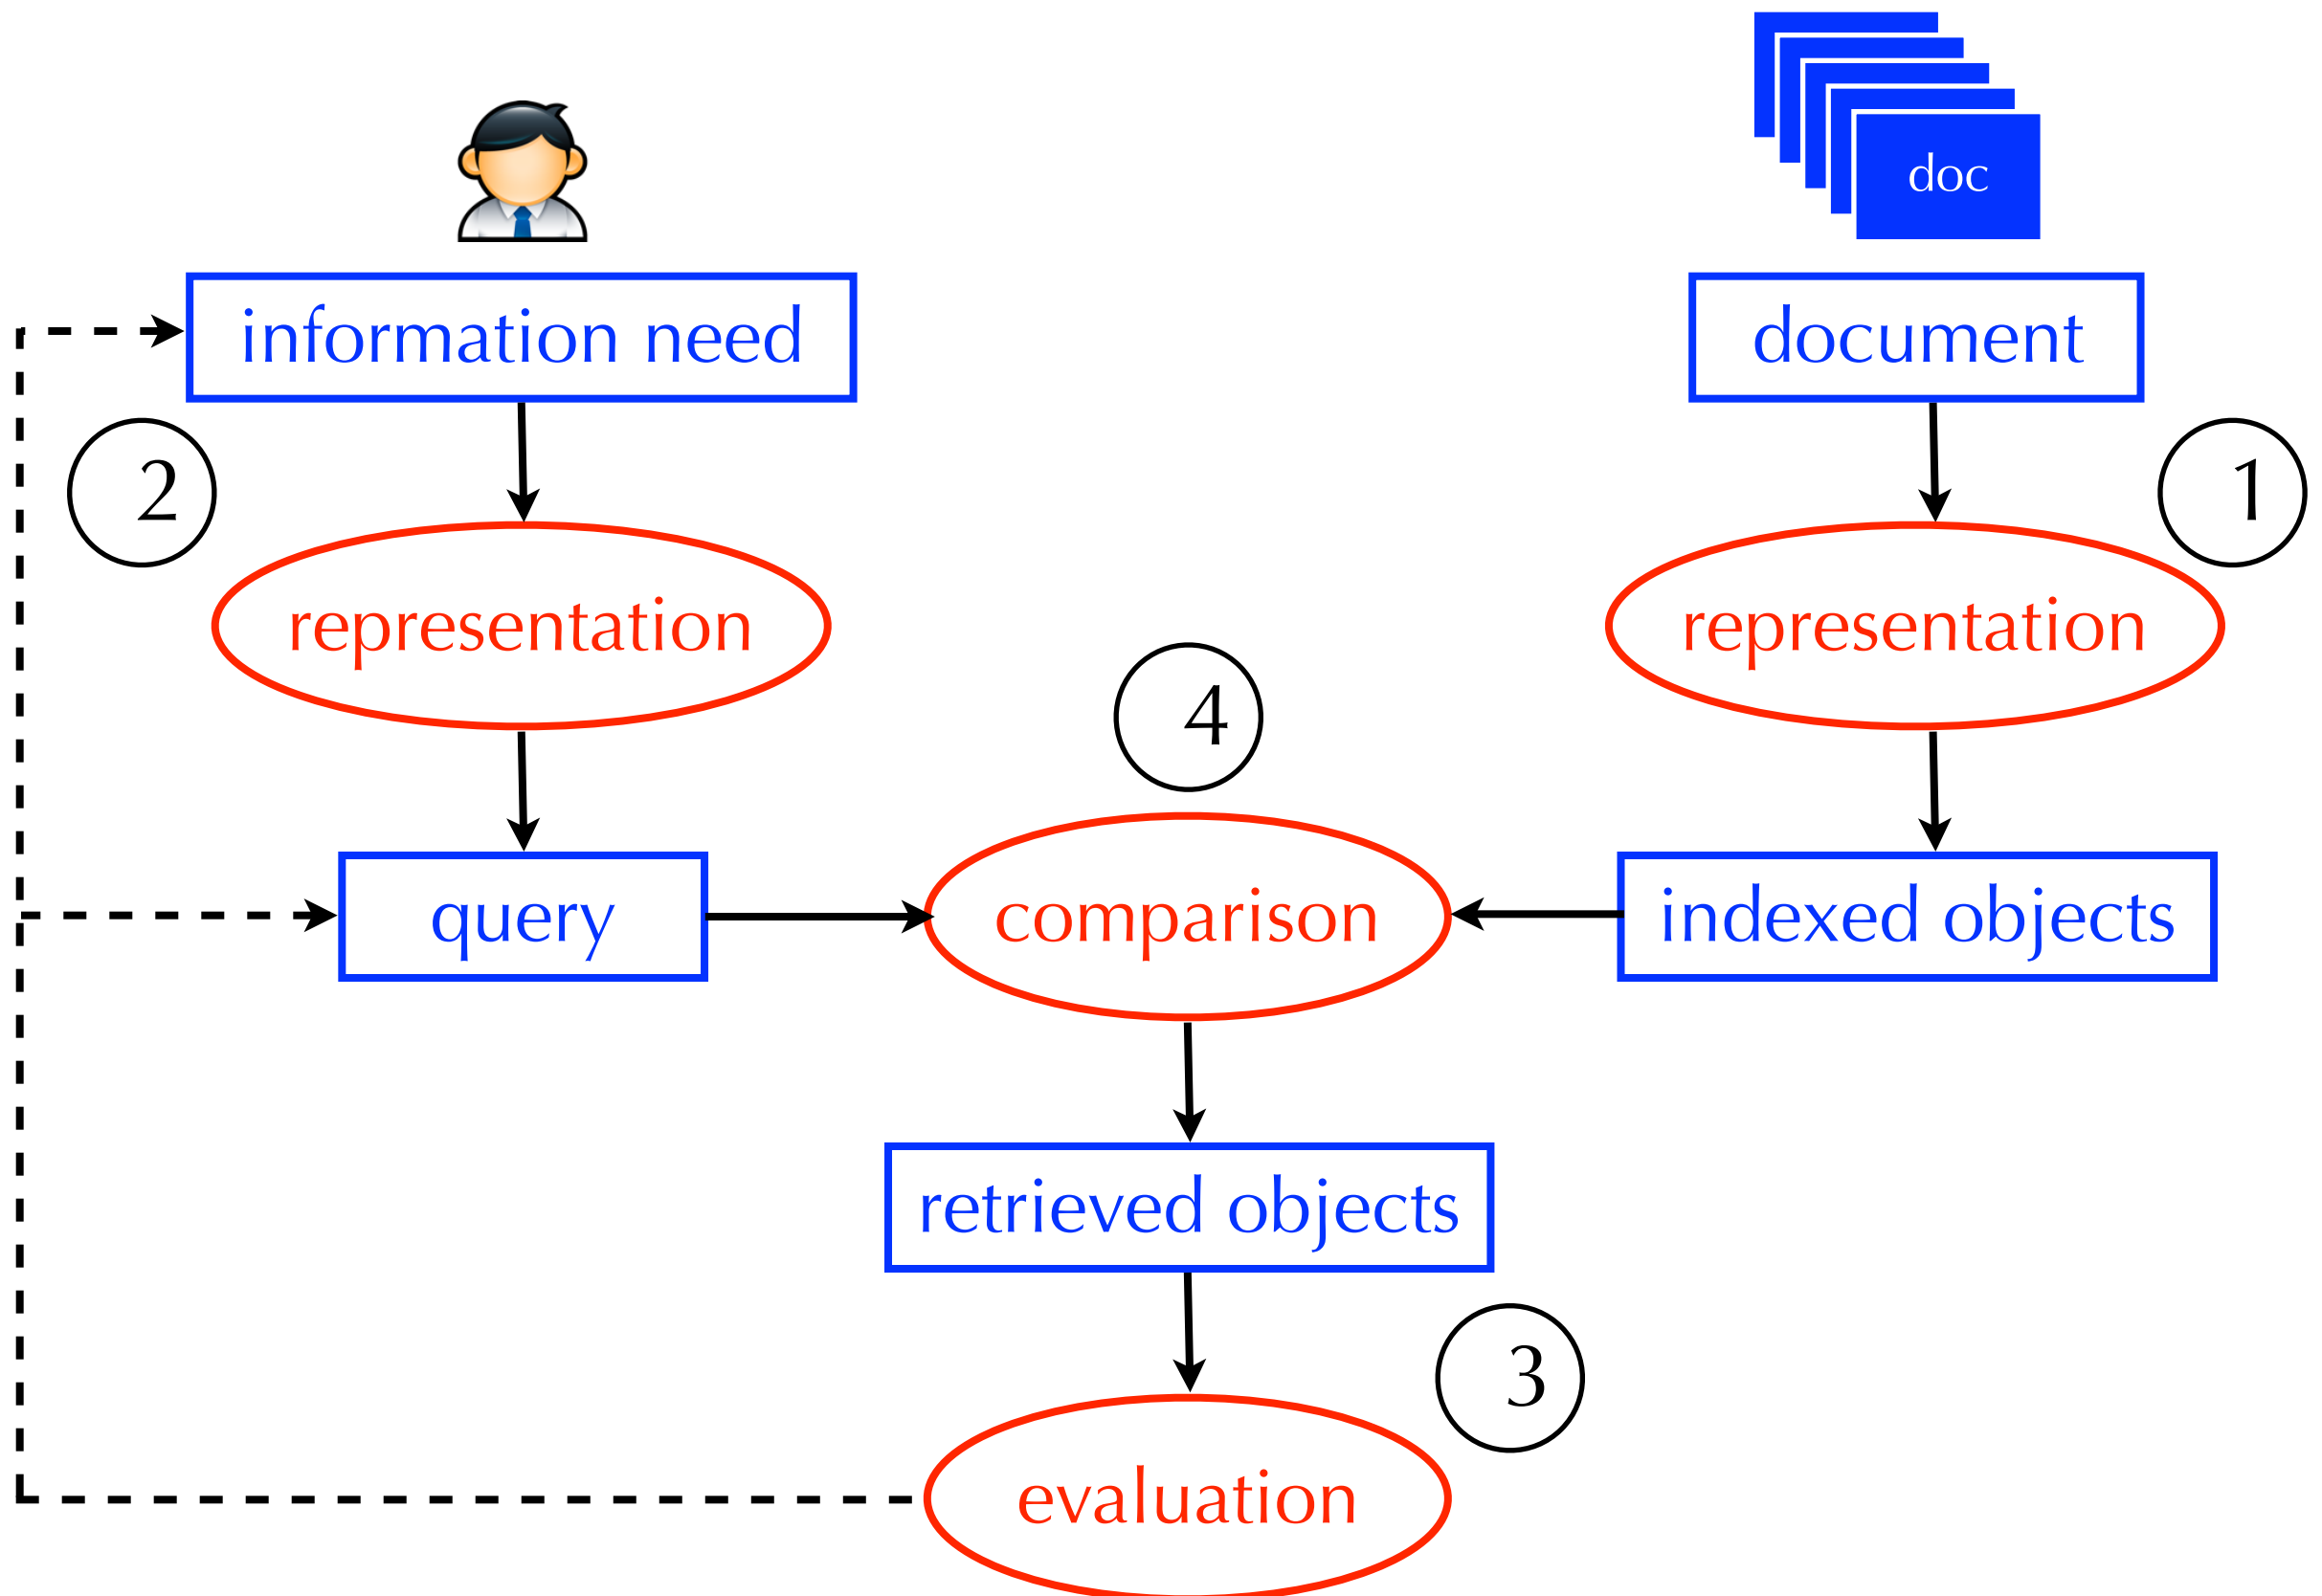 doc
information need
document
2
1
representation
representation
4
query
comparison
indexed objects
retrieved objects
3
evaluation